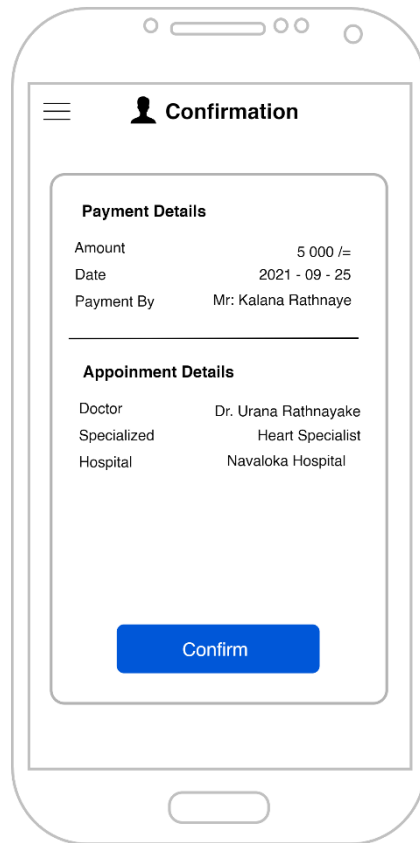 Confirmation
Payment Details
Amount 5 000 /=
Date 2021 - 09 - 25
Payment By Mr: Kalana Rathnaye
Appoinment Details
Doctor Dr. Urana Rathnayake
Specialized Heart Specialist
Hospital Navaloka Hospital
Confirm